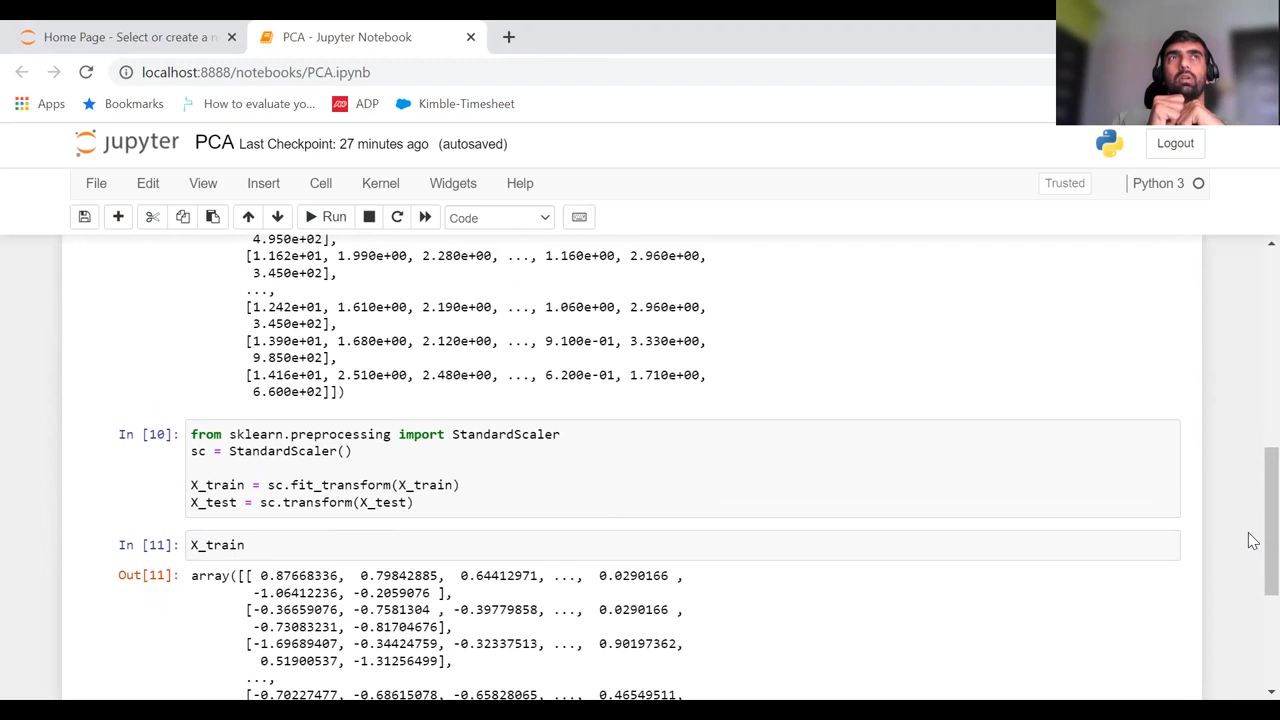 Home Page - Select or create a n
PCA - Jupyter Notebook
localhost:8888/notebooks/PCA.ipynb
Apps Bookmarks How to evaluate yo... ADP Kimble-Timesheet
jupyter PCA Last Checkpoint: 27 minutes ago (autosaved) Logout
File Edit View Insert Cell Kernel Widgets Help Trusted Python 3
Run Code
4.950e+02],
[1.162e+01, 1.990e+00, 2.280e+00, ..., 1.160e+00, 2.960e+00,
3.450e+02],
...,
[1.242e+01, 1.610e+00, 2.190e+00, ..., 1.060e+00, 2.960e+00,
3.450e+02],
[1.390e+01, 1.680e+00, 2.120e+00, ..., 9.100e-01, 3.330e+00,
9.850e+02],
[1.416e+01, 2.510e+00, 2.480e+00, ..., 6.200e-01, 1.710e+00,
6.600e+02]])
In [10]: from sklearn.preprocessing import StandardScaler
sc = StandardScaler()
X_train = sc.fit_transform(X_train)
X_test = sc.transform(X_test)
In [11]: X_train
Out[11]: array([[ 0.87668336, 0.79842885, 0.64412971, ..., 0.0290166 ,
-1.06412236, -0.2059076 ],
[-0.36659076, -0.7581304 , -0.39779858, ..., 0.0290166 ,
-0.73083231, -0.81704676],
[-1.69689407, -0.34424759, -0.32337513, ..., 0.90197362,
0.51900537, -1.31256499],
...,
[-0.70227477, -0.68615078, -0.65828065, ..., 0.46549511,